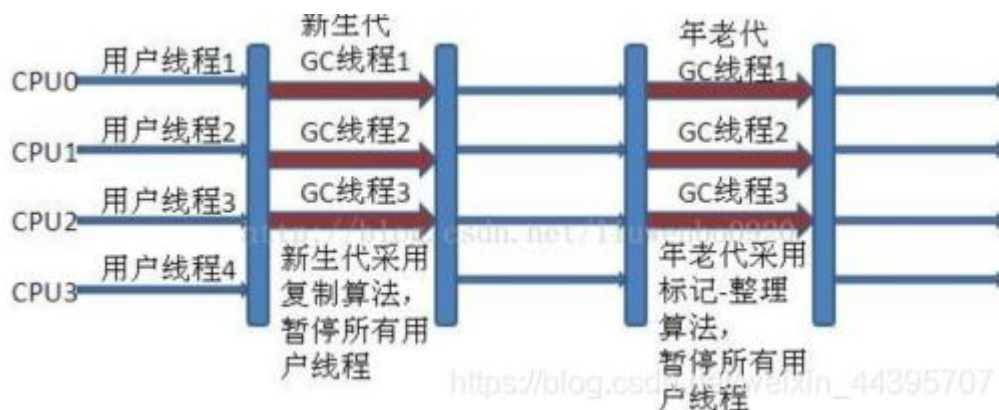 新生代
年老代
用户线程1
GC线程1
GC线程1
CPU0
用户线程2
GC线程2
GC线程2
CPU1
用户线程3
GC线程3
GC线程3
CPU2
用户线程4
CPU3
新生代采用
复制算法，
暂停所有用
户线程
年老代采用
标记-整理
算法，
暂停所有用
户线程